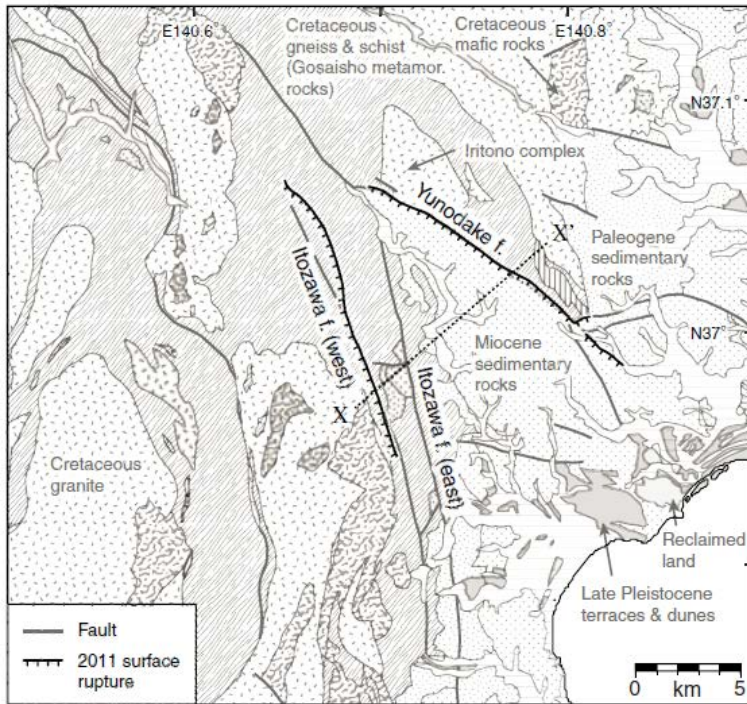 E140.6°
E140.8°
Cretaceous
gneiss & schist
(Gosaisho metamor.
rocks)
Cretaceous
mafic rocks
N37.1°
Iritono complex
Yunodake f.
X'
Paleogene
sedimentary
rocks
Itozawa f. (west)
N37°
Miocene
sedimentary
rocks
X
Itozawa f. (east)
Cretaceous
granite
Reclaimed
land
Late Pleistocene
terraces & dunes
Fault
2011 surface
rupture
0 km 5